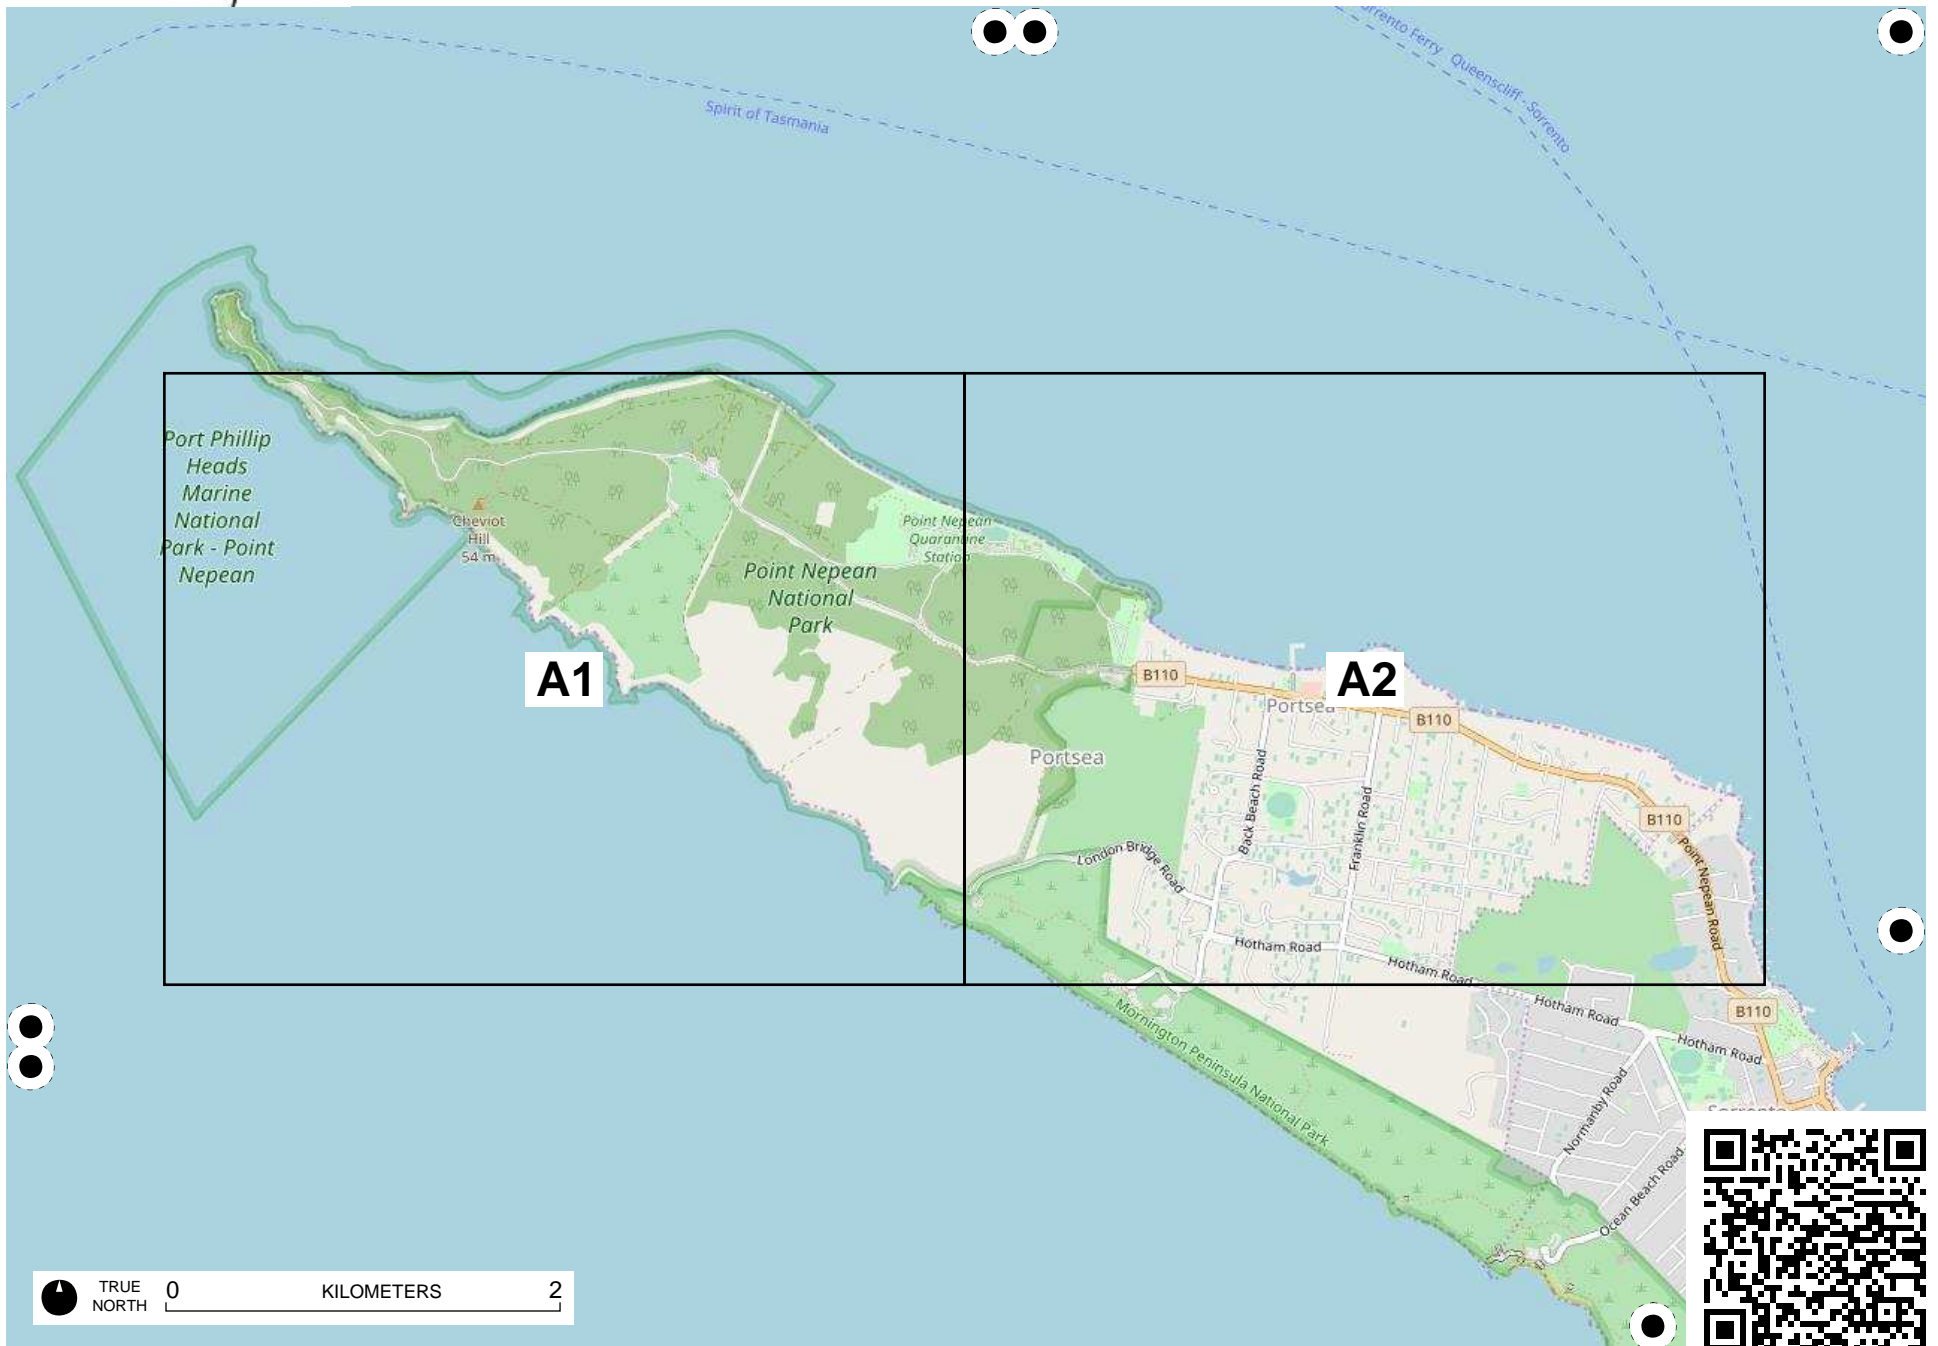 Sorrento Ferry
Queenscliff - Sorrento
Spirit of Tasmania
Port Phillip
Heads
Marine
National
Park - Point
Nepean
Cheviot
Hill
54 m
Point Nepean
Quarantine
Station
Point Nepean
National
Park
A1
A2
B110
Portsea
B110
Portsea
B110
Back Beach Road
Franklin Road
London Bridge Road
Point Nepean Road
Hotham Road
Hotham Road
Hotham Road
B110
Hotham Road
Mornington Peninsula National Park
Normanby Road
Sorrento
Ocean Beach Road
TRUE
NORTH
0
KILOMETERS
2